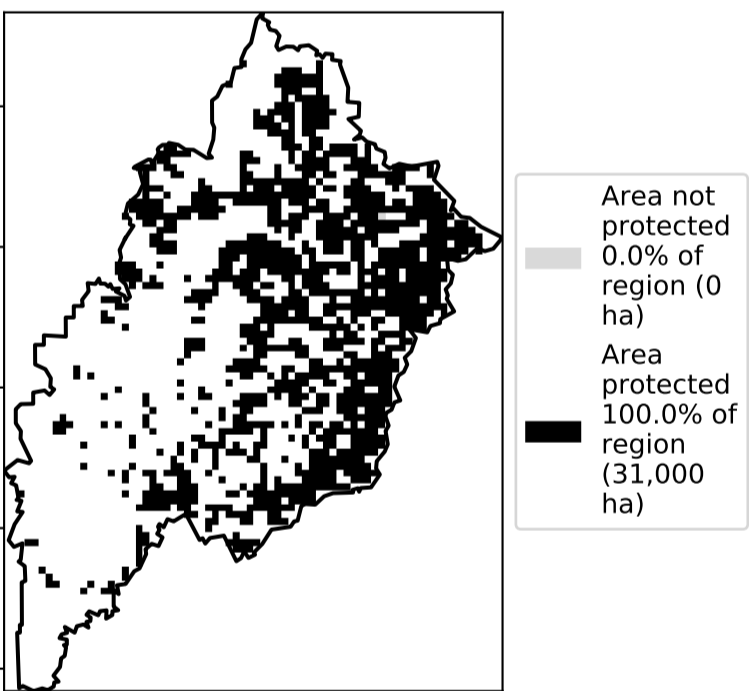 Area not
protected
0.0% of
region (0
ha)
Area
protected
100.0% of
region
(31,000
ha)